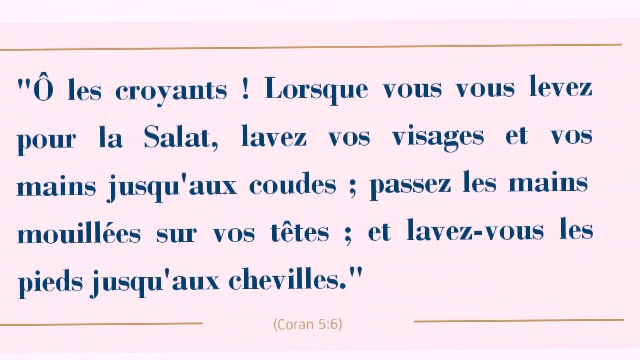 "Ô les croyants ! Lorsque vous vous levez
pour la Salat, lavez vos visages et vos
mains jusqu'aux coudes ; passez les mains
mouillées sur vos têtes ; et lavez-vous les
pieds jusqu'aux chevilles."
(Coran 5:6)